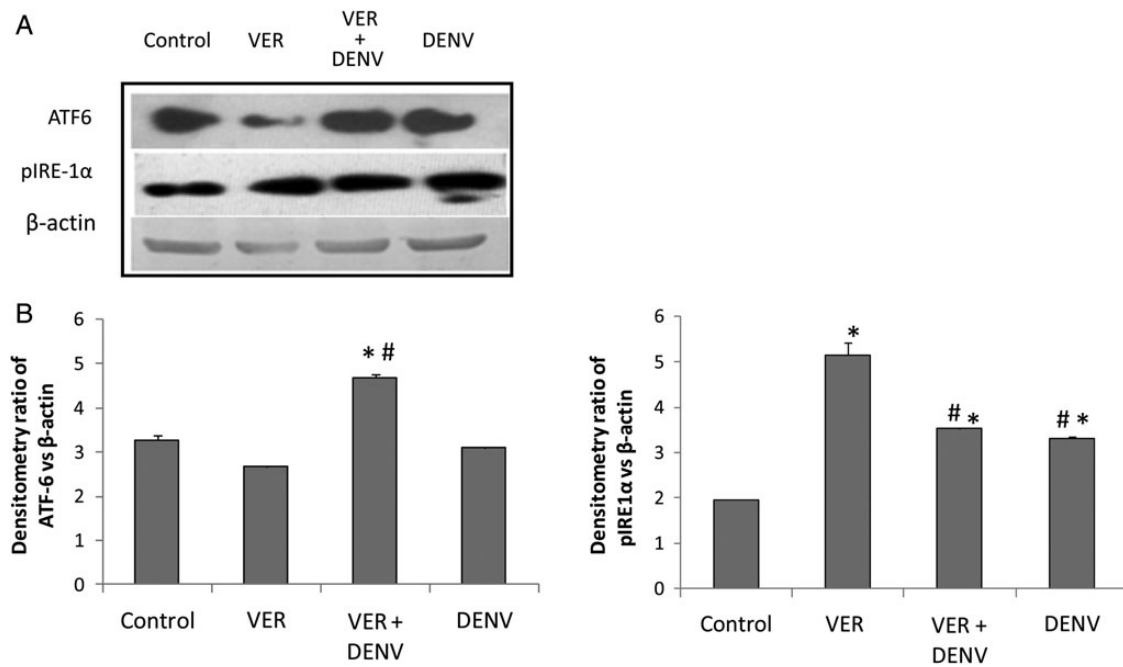 A
Control VER VER + DENV DENV
ATF6
pIRE-1α
β-actin
B
Densitometry ratio of
ATF-6 vs β-actin
6
5
4
3
2
1
0
* #
Control VER VER + DENV DENV
Densitometry ratio of
pIRE1α vs β-actin
6
5
4
3
2
1
0
*
# *
# *
Control VER VER + DENV DENV